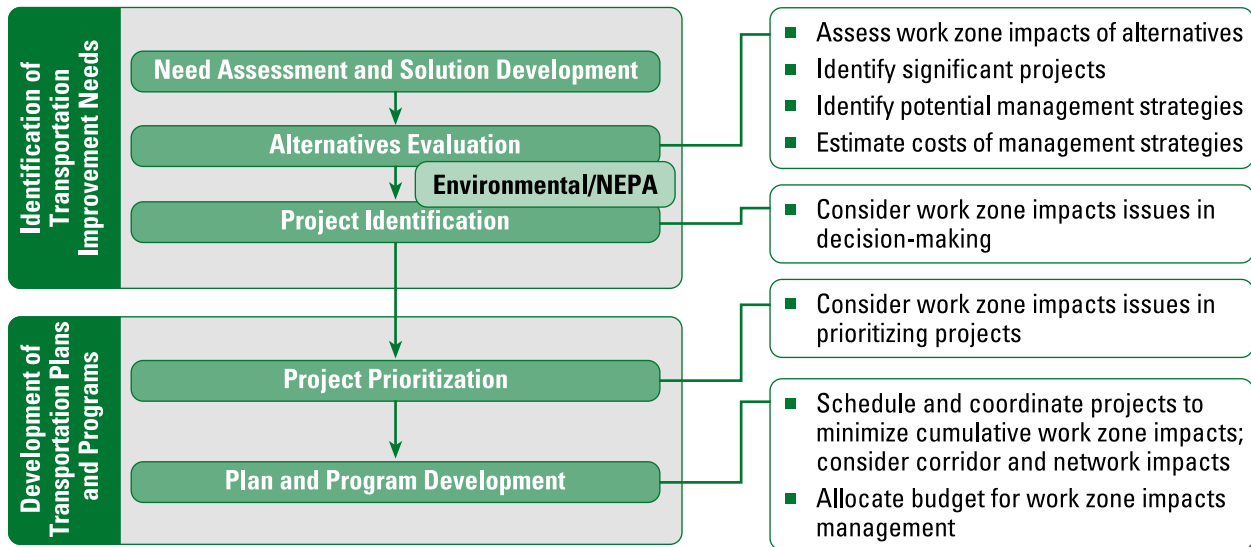 Identification of
Transportation
Improvement Needs
Need Assessment and Solution Development
Alternatives Evaluation
Environmental/NEPA
Project Identification
■ Assess work zone impacts of alternatives
■ Identify significant projects
■ Identify potential management strategies
■ Estimate costs of management strategies
■ Consider work zone impacts issues in
decision-making
Development of
Transportation Plans
and Programs
Project Prioritization
Plan and Program Development
■ Consider work zone impacts issues in
prioritizing projects
■ Schedule and coordinate projects to
minimize cumulative work zone impacts;
consider corridor and network impacts
■ Allocate budget for work zone impacts
management